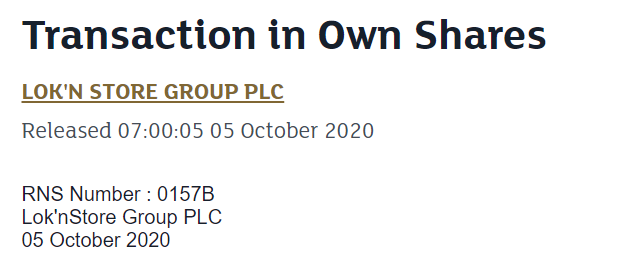 Transaction in Own Shares
LOK'N STORE GROUP PLC
Released 07:00:05 05 October 2020
RNS Number : 0157B
Lok'nStore Group PLC
05 October 2020